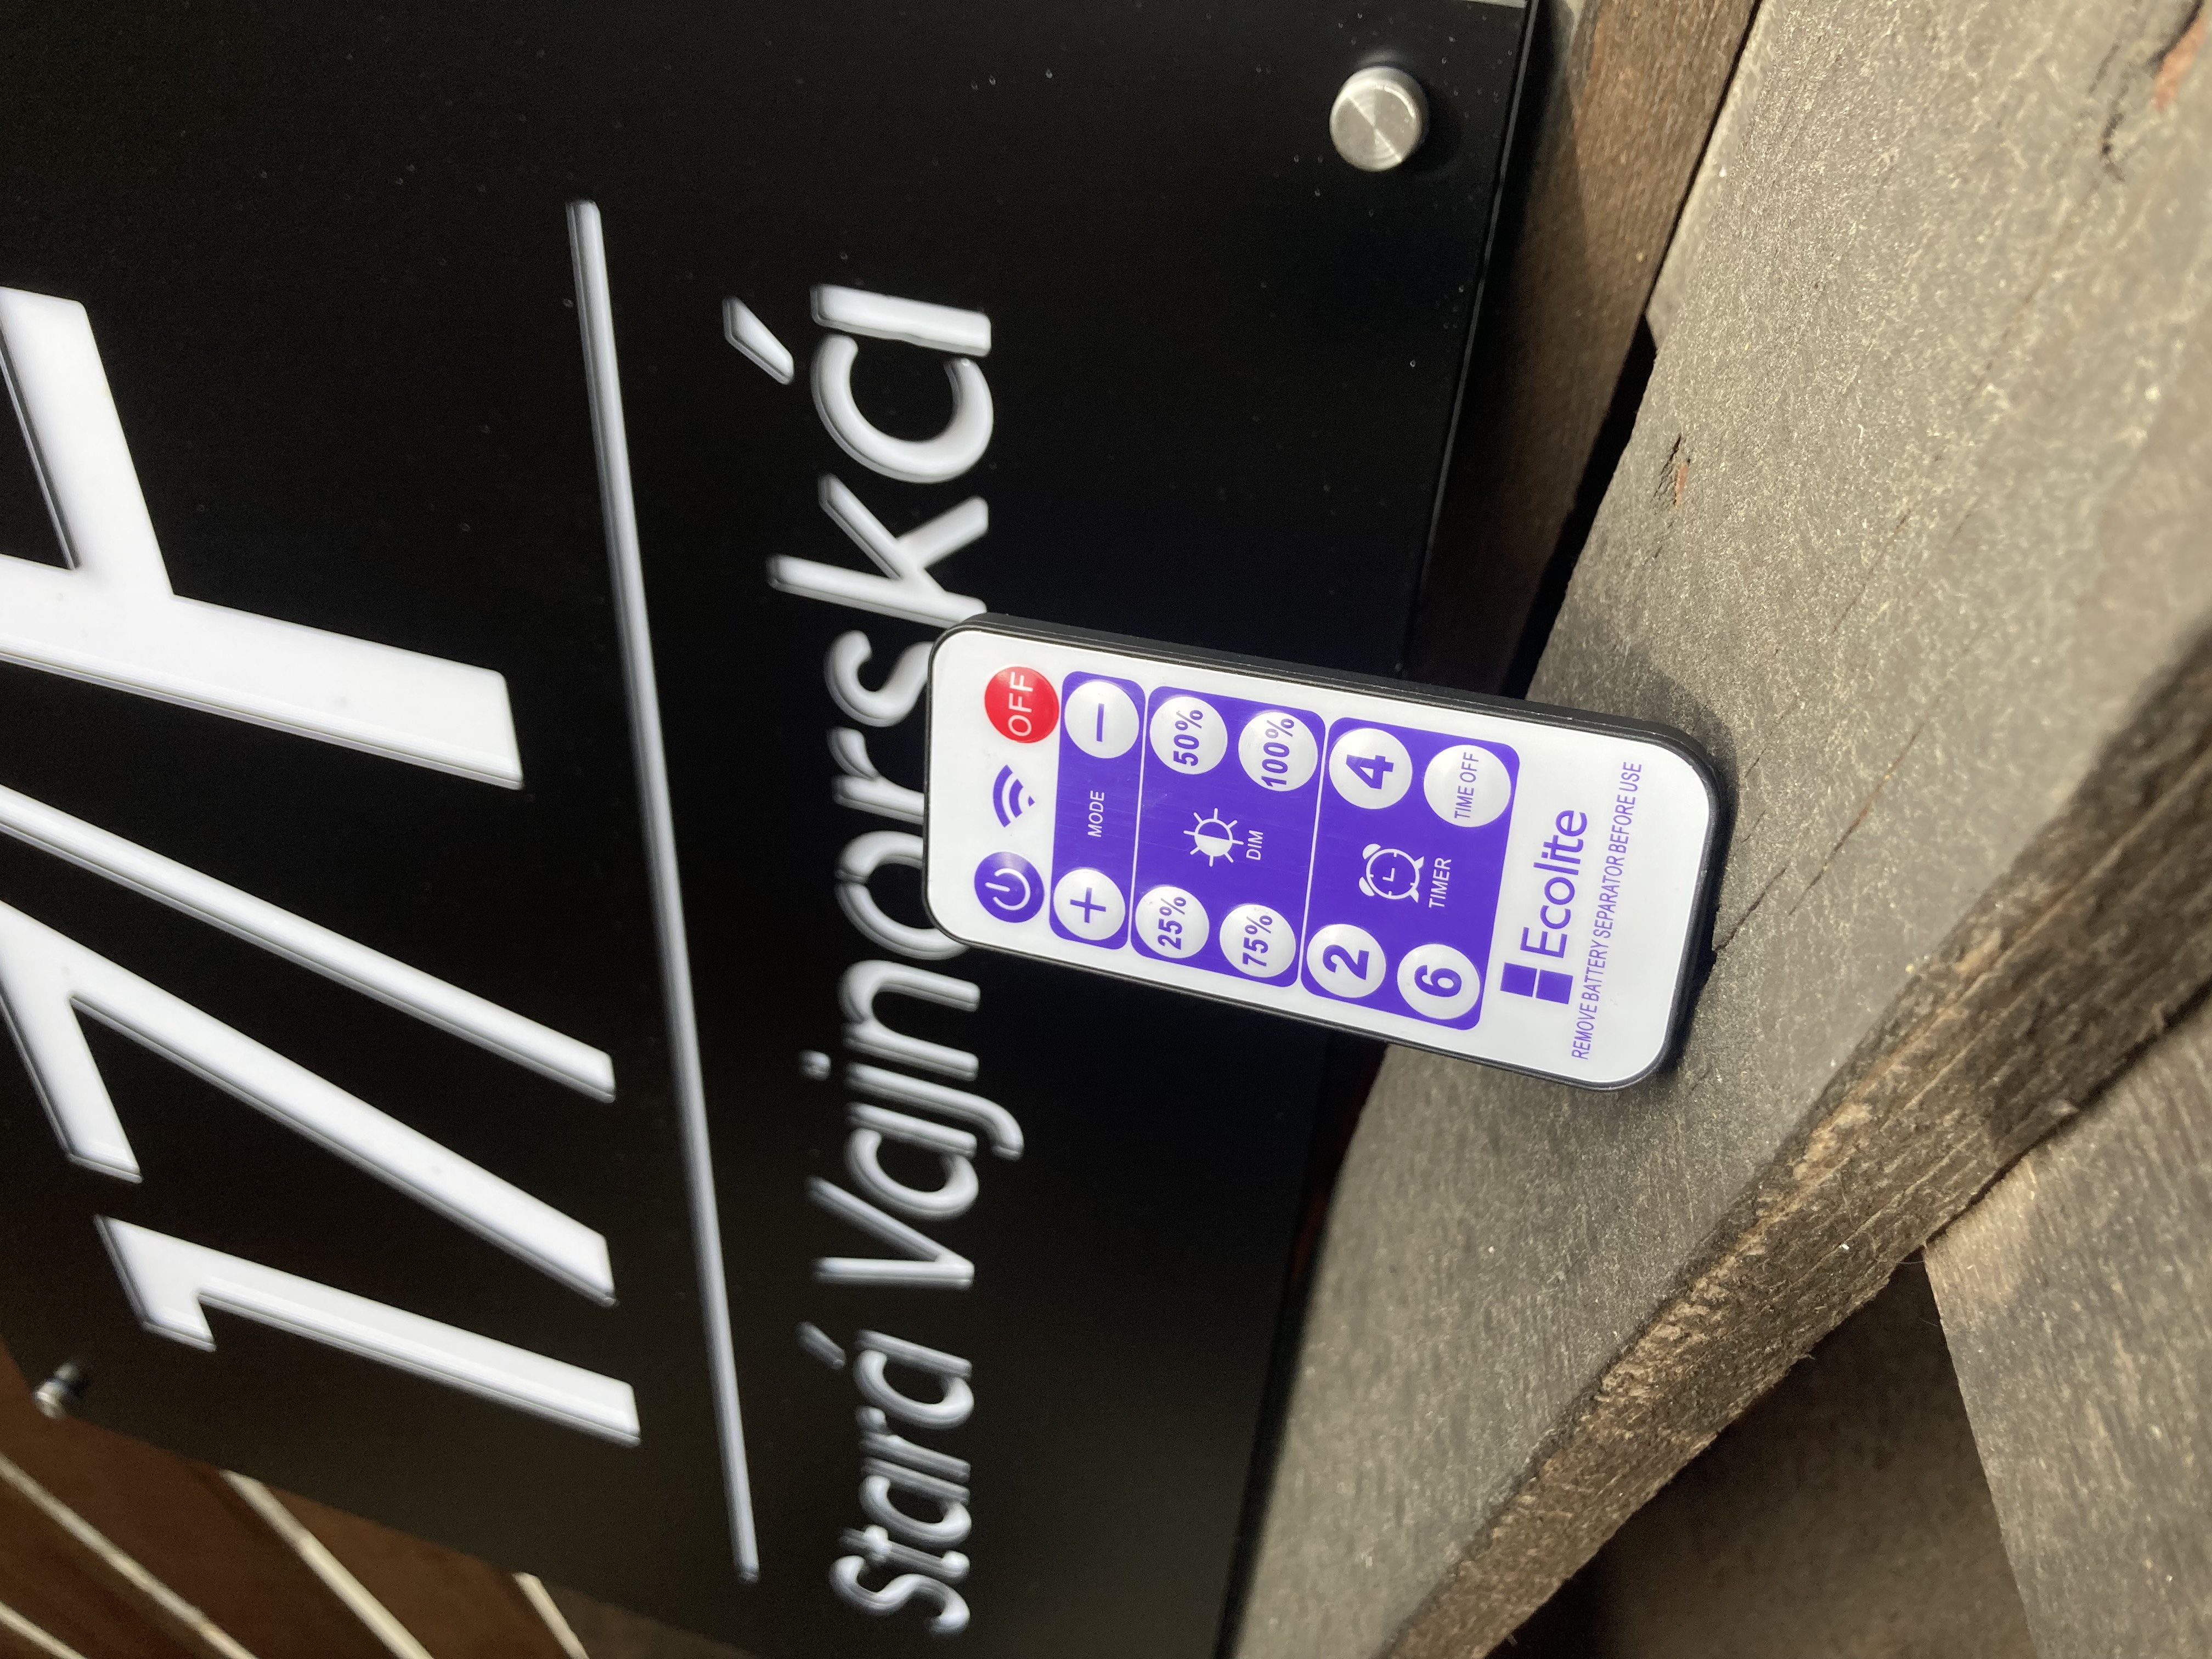 17/F
Stará Vajnorská
OFF
+ MODE −
25% 50%
75% DIM 100%
2 4
6 TIMER TIME OFF
Ecolite
REMOVE BATTERY SEPARATOR BEFORE USE